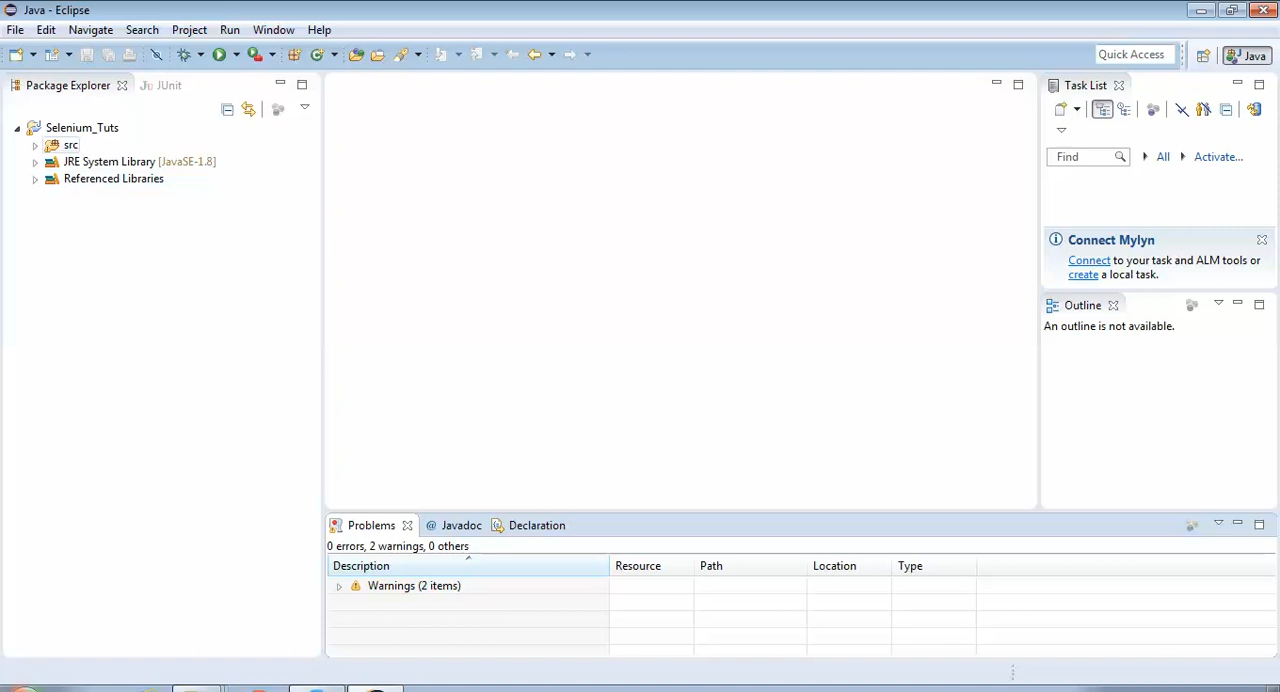 Java - Eclipse
File Edit Navigate Search Project Run Window Help
Quick Access
Java
Package Explorer
Ju JUnit
Selenium_Tuts
src
JRE System Library [JavaSE-1.8]
Referenced Libraries
Task List
Find
All
Activate...
Connect Mylyn
Connect to your task and ALM tools or
create a local task.
Outline
An outline is not available.
Problems
@ Javadoc
Declaration
0 errors, 2 warnings, 0 others
Description Resource Path Location Type
Warnings (2 items)